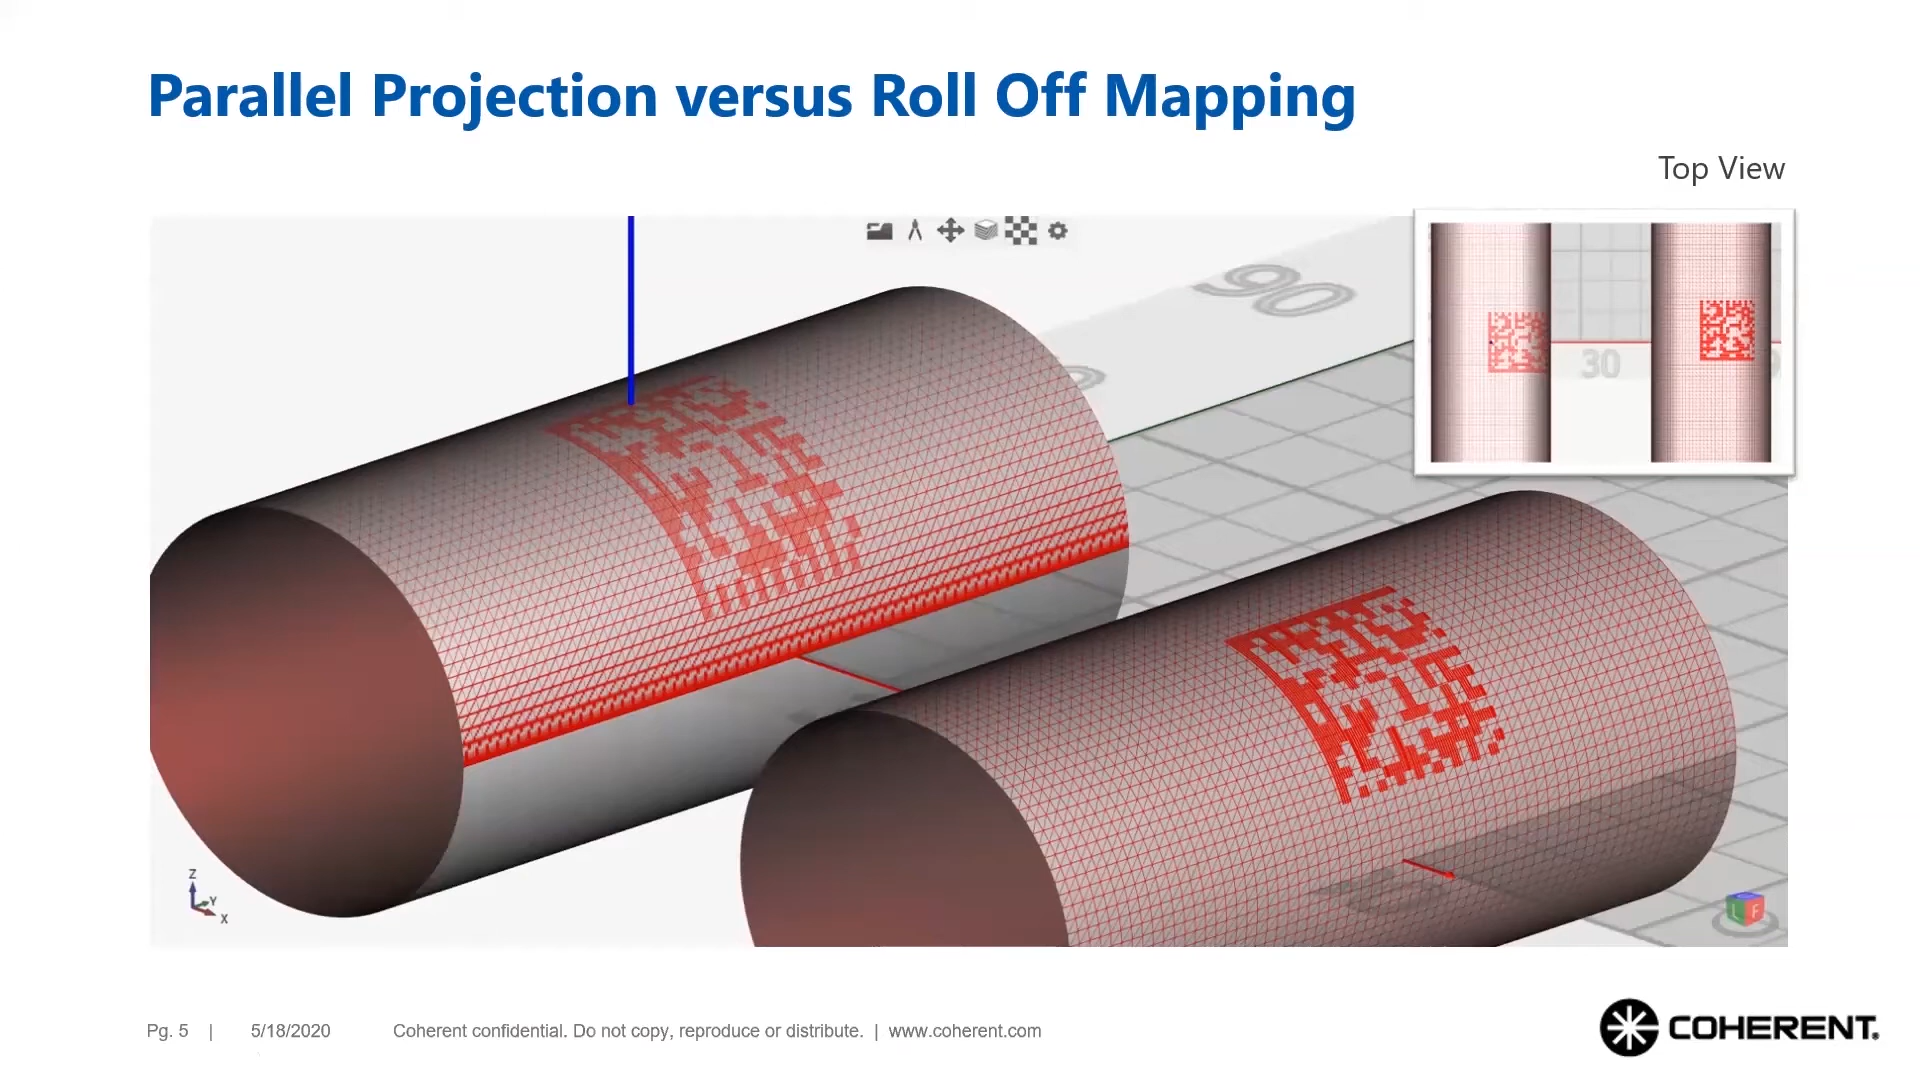 Parallel Projection versus Roll Off Mapping
Top View
90
30
Z
Y
X
L F
Pg. 5 | 5/18/2020 Coherent confidential. Do not copy, reproduce or distribute. | www.coherent.com
COHERENT.